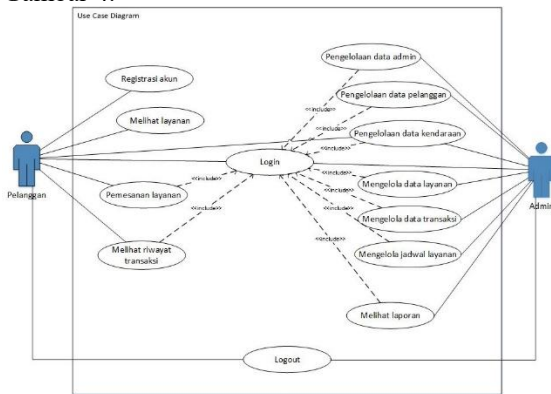 Use Case Diagram
Pengelolaan data admin
Registrasi akun
Pengelolaan data pelanggan
<<include>>
Melihat layanan
<<include>>
Pengelolaan data kendaraan
<<include>>
Login
Pelanggan
Admin
<<include>>
<<include>>
Mengelola data layanan
Pemesanan layanan
<<include>>
<<include>>
Mengelola data transaksi
<<include>>
<<include>>
Melihat riwayat
transaksi
Mengelola jadwal layanan
Melihat laporan
Logout